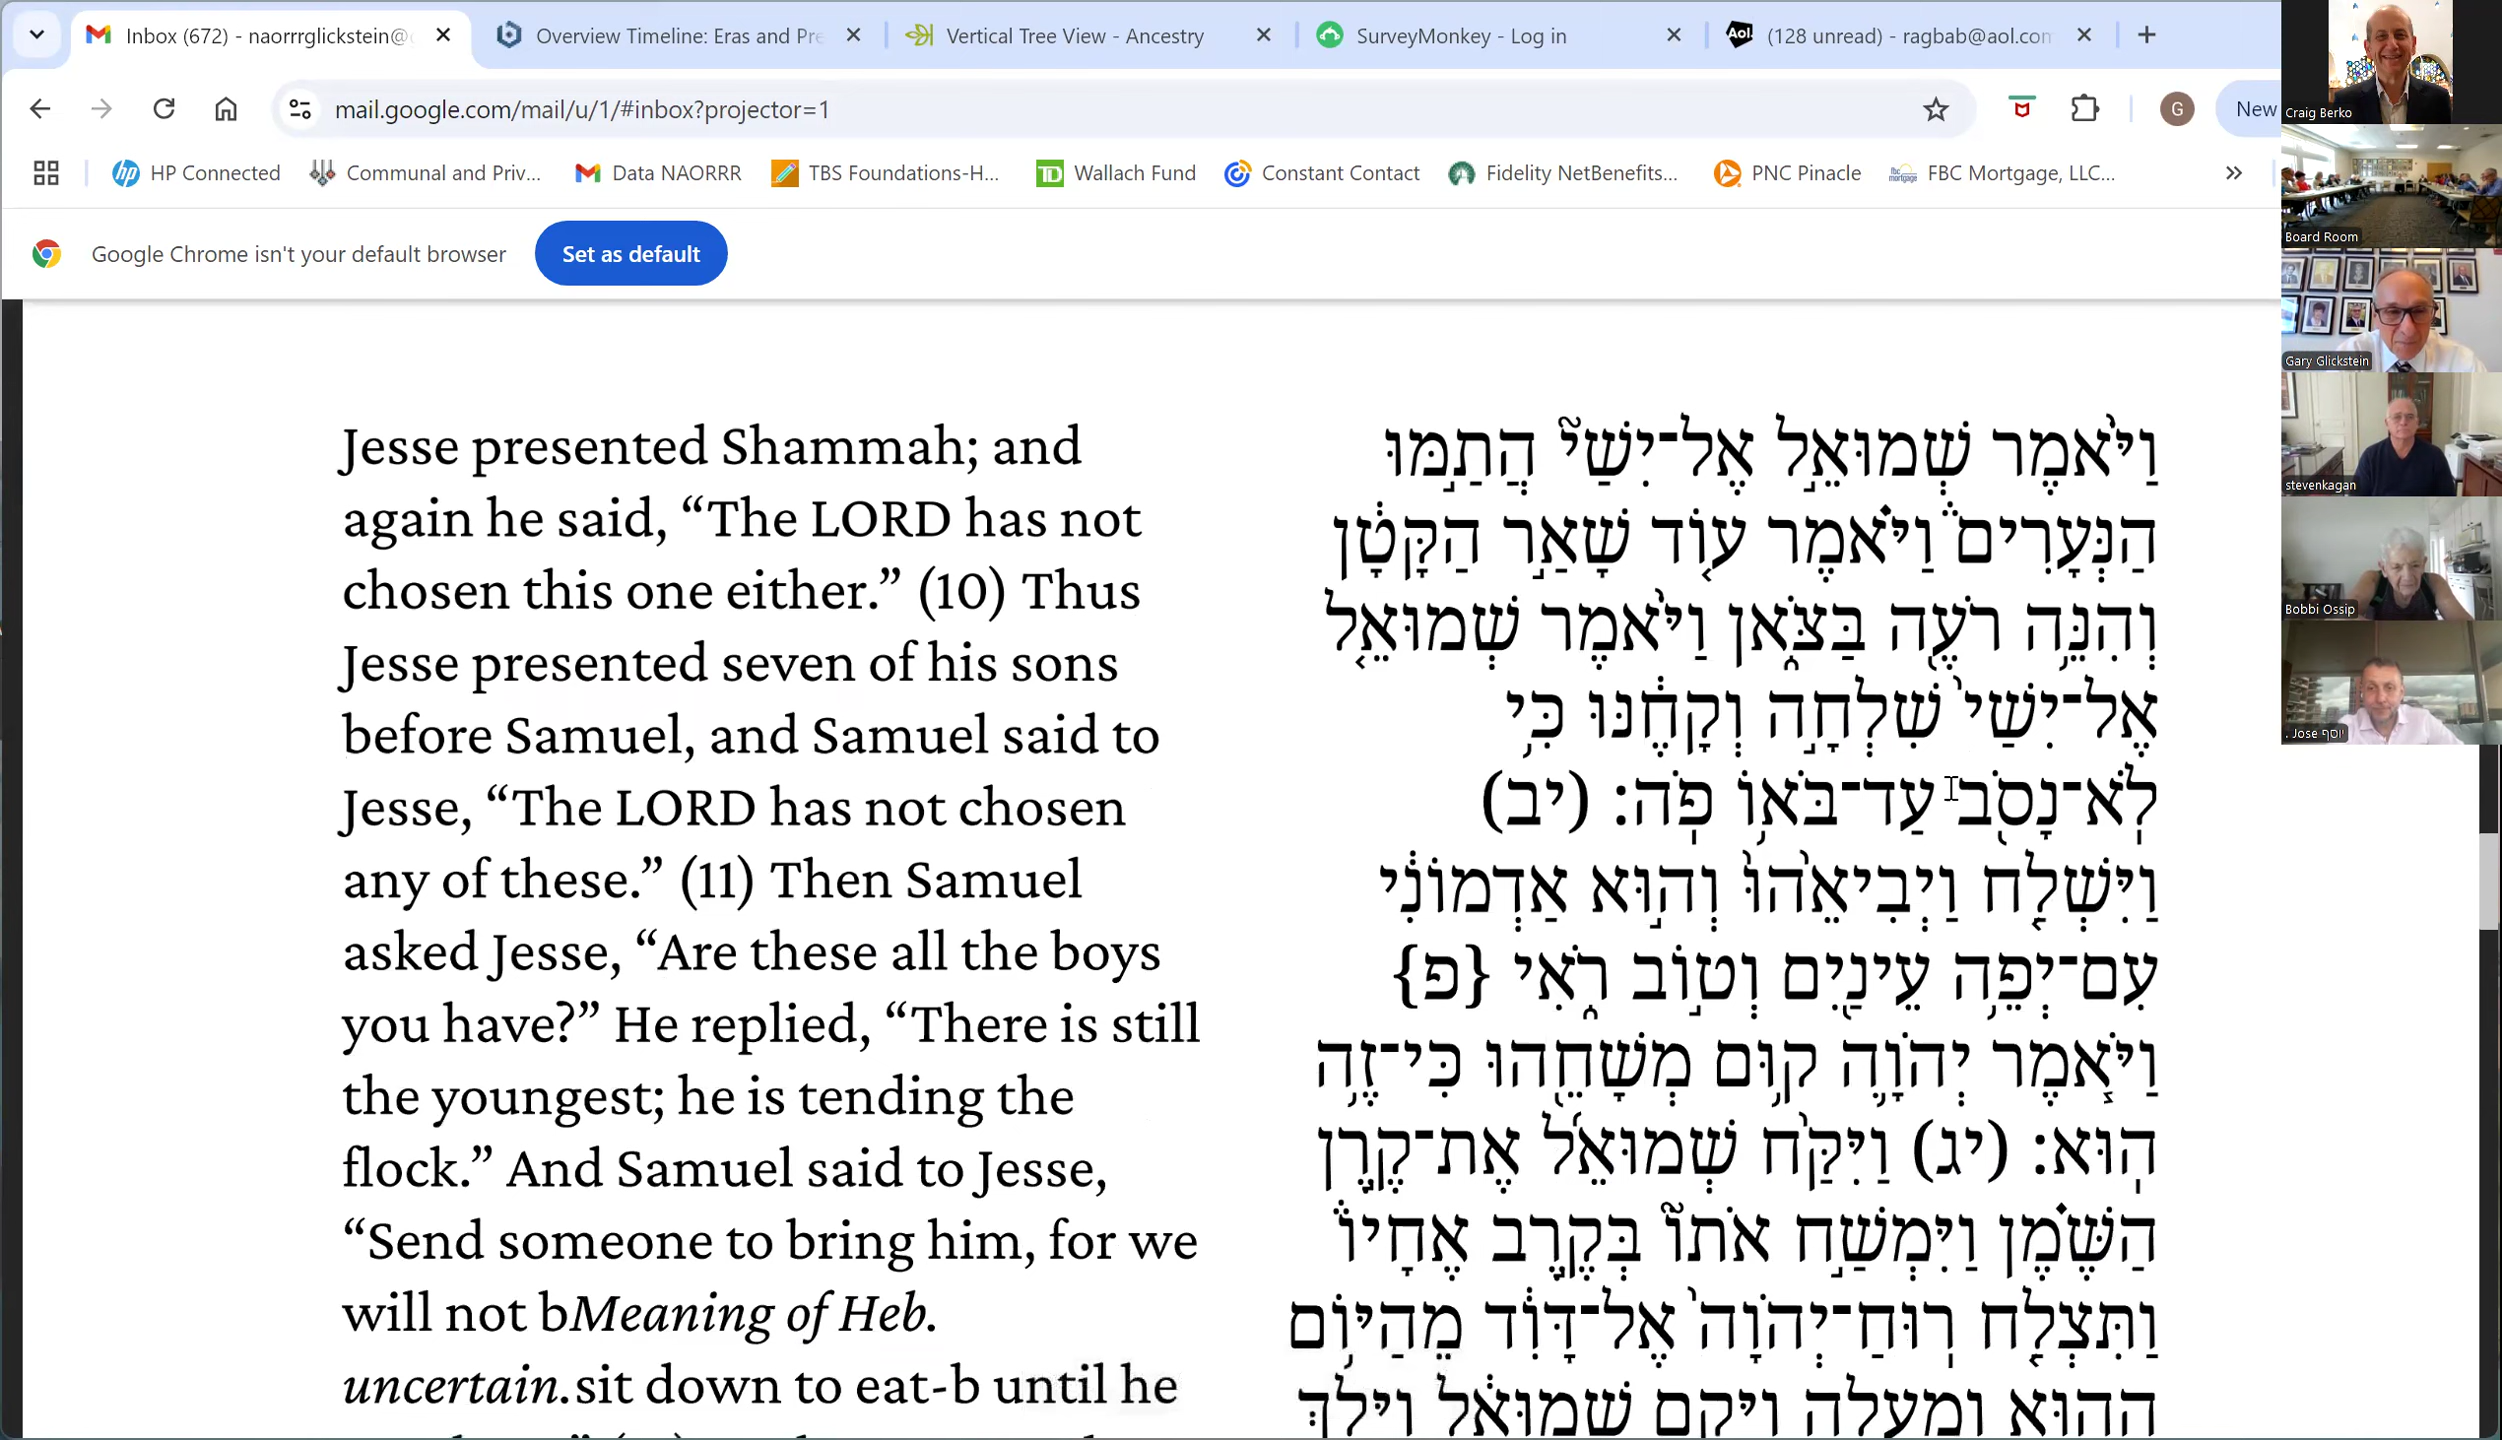 Inbox (672) - naorrrglickstein@
Overview Timeline: Eras and Pre
Vertical Tree View - Ancestry
SurveyMonkey - Log in
Aol.
(128 unread) - ragbab@aol.com
mail.google.com/mail/u/1/#inbox?projector=1
G
New
HP Connected
Communal and Priv...
Data NAORRR
TBS Foundations-H...
Wallach Fund
Constant Contact
Fidelity NetBenefits...
PNC Pinacle
FBC Mortgage, LLC...
Google Chrome isn't your default browser
Set as default
Jesse presented Shammah; and
again he said, “The LORD has not
chosen this one either.” (10) Thus
Jesse presented seven of his sons
before Samuel, and Samuel said to
Jesse, “The LORD has not chosen
any of these.” (11) Then Samuel
asked Jesse, “Are these all the boys
you have?” He replied, “There is still
the youngest; he is tending the
flock.” And Samuel said to Jesse,
“Send someone to bring him, for we
will not bMeaning of Heb.
uncertain.sit down to eat-b until he
וַיֹּ֨אמֶר שְׁמוּאֵ֣ל אֶל־יִשַׁי֮ הֲתַ֣מּוּ
הַנְּעָרִים֒ וַיֹּ֗אמֶר ע֚וֹד שָׁאַ֣ר הַקָּטָ֔ן
וְהִנֵּ֥ה רֹעֶ֖ה בַּצֹּ֑אן וַיֹּ֨אמֶר שְׁמוּאֵ֤ל
אֶל־יִשַׁי֙ שִׁלְחָ֣ה וְקָחֶ֔נּוּ כִּ֥י
לֹא־נָסֹ֖ב עַד־בֹּא֥וֹ פֹֽה׃ (יב)
וַיִּשְׁלַ֤ח וַיְבִיאֵ֙הוּ֙ וְה֣וּא אַדְמוֹנִ֔י
עִם־יְפֵ֥ה עֵינַ֖יִם וְט֣וֹב רֹ֑אִי {פ}
וַיֹּ֧אמֶר יְהֹוָ֛ה ק֥וּם מְשָׁחֵ֖הוּ כִּי־זֶ֥ה
הֽוּא׃ (יג) וַיִּקַּ֨ח שְׁמוּאֵ֜ל אֶת־קֶ֣רֶן
הַשֶּׁ֗מֶן וַיִּמְשַׁ֣ח אֹתוֹ֮ בְּקֶ֣רֶב אֶחָיו֒
וַתִּצְלַ֤ח רֽוּחַ־יְהֹוָה֙ אֶל־דָּוִ֔ד מֵהַיּ֥וֹם
הַה֖וּא וָמָ֑עְלָה וַיָּ֣קׇם שְׁמוּאֵ֔ל וַיֵּ֖לֶךְ
Craig Berko
Board Room
Gary Glickstein
stevenkagan
Bobbi Ossip
. Jose יוסף